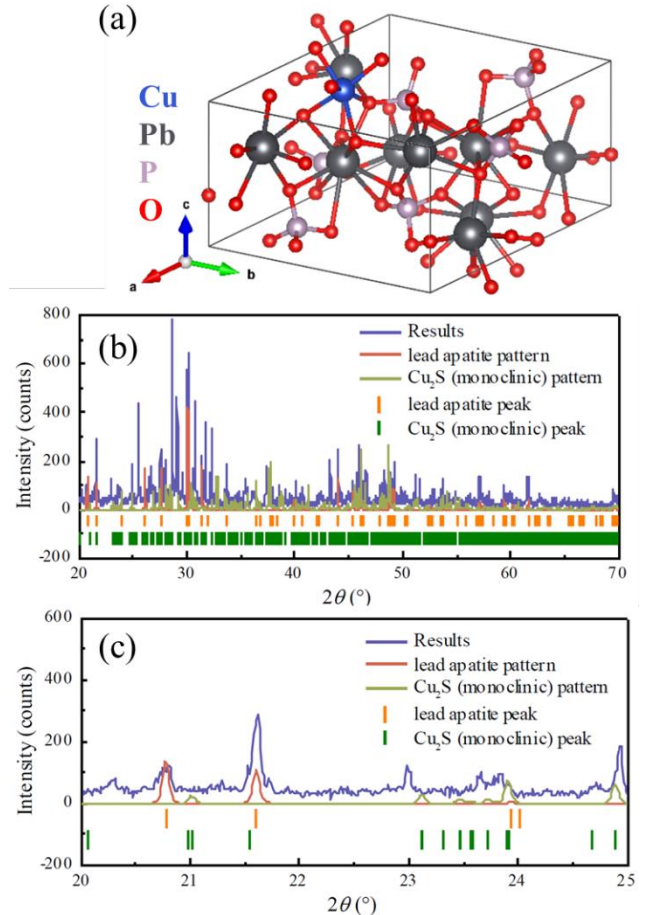 (a)
Cu
Pb
P
O
c
a
b
(b)
800
600
400
200
0
-200
Intensity (counts)
Results
lead apatite pattern
Cu₂S (monoclinic) pattern
lead apatite peak
Cu₂S (monoclinic) peak
20 30 40 50 60 70
2θ (°)
(c)
600
400
200
0
-200
Intensity (counts)
Results
lead apatite pattern
Cu₂S (monoclinic) pattern
lead apatite peak
Cu₂S (monoclinic) peak
20 21 22 23 24 25
2θ (°)